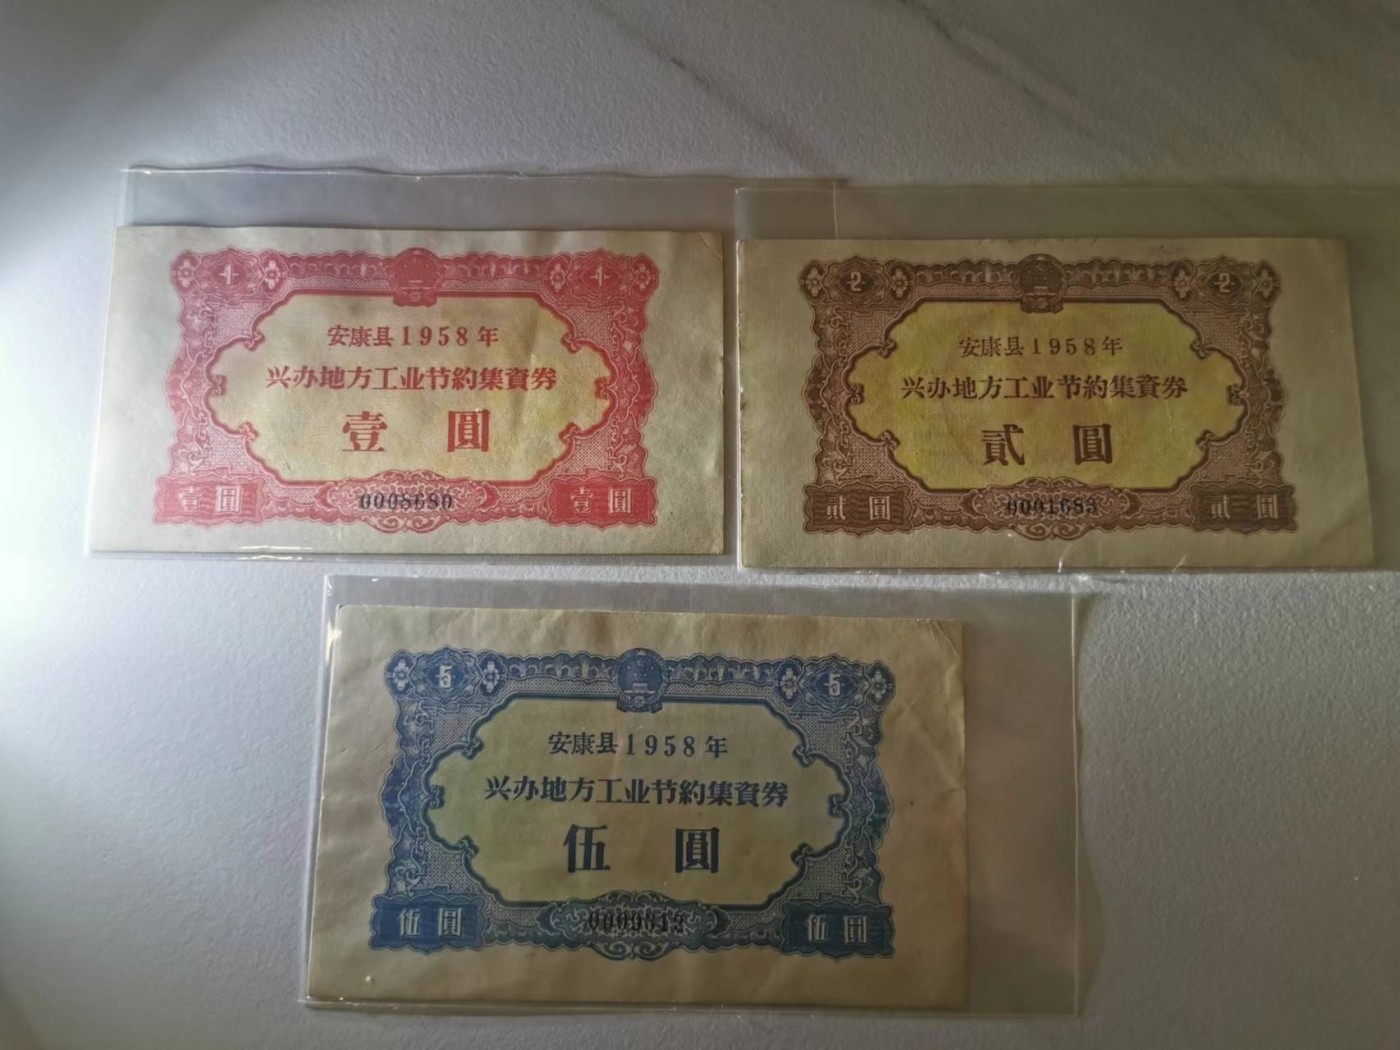 1 1
安康县1958年
兴办地方工业节約集資券
壹圓
壹圓 0008680 壹圓
2 2
安康县1958年
兴办地方工业节約集資券
貳圓
貳圓 0001683 貳圓
5 5
安康县1958年
兴办地方工业节約集資券
伍圓
伍圓 伍圓